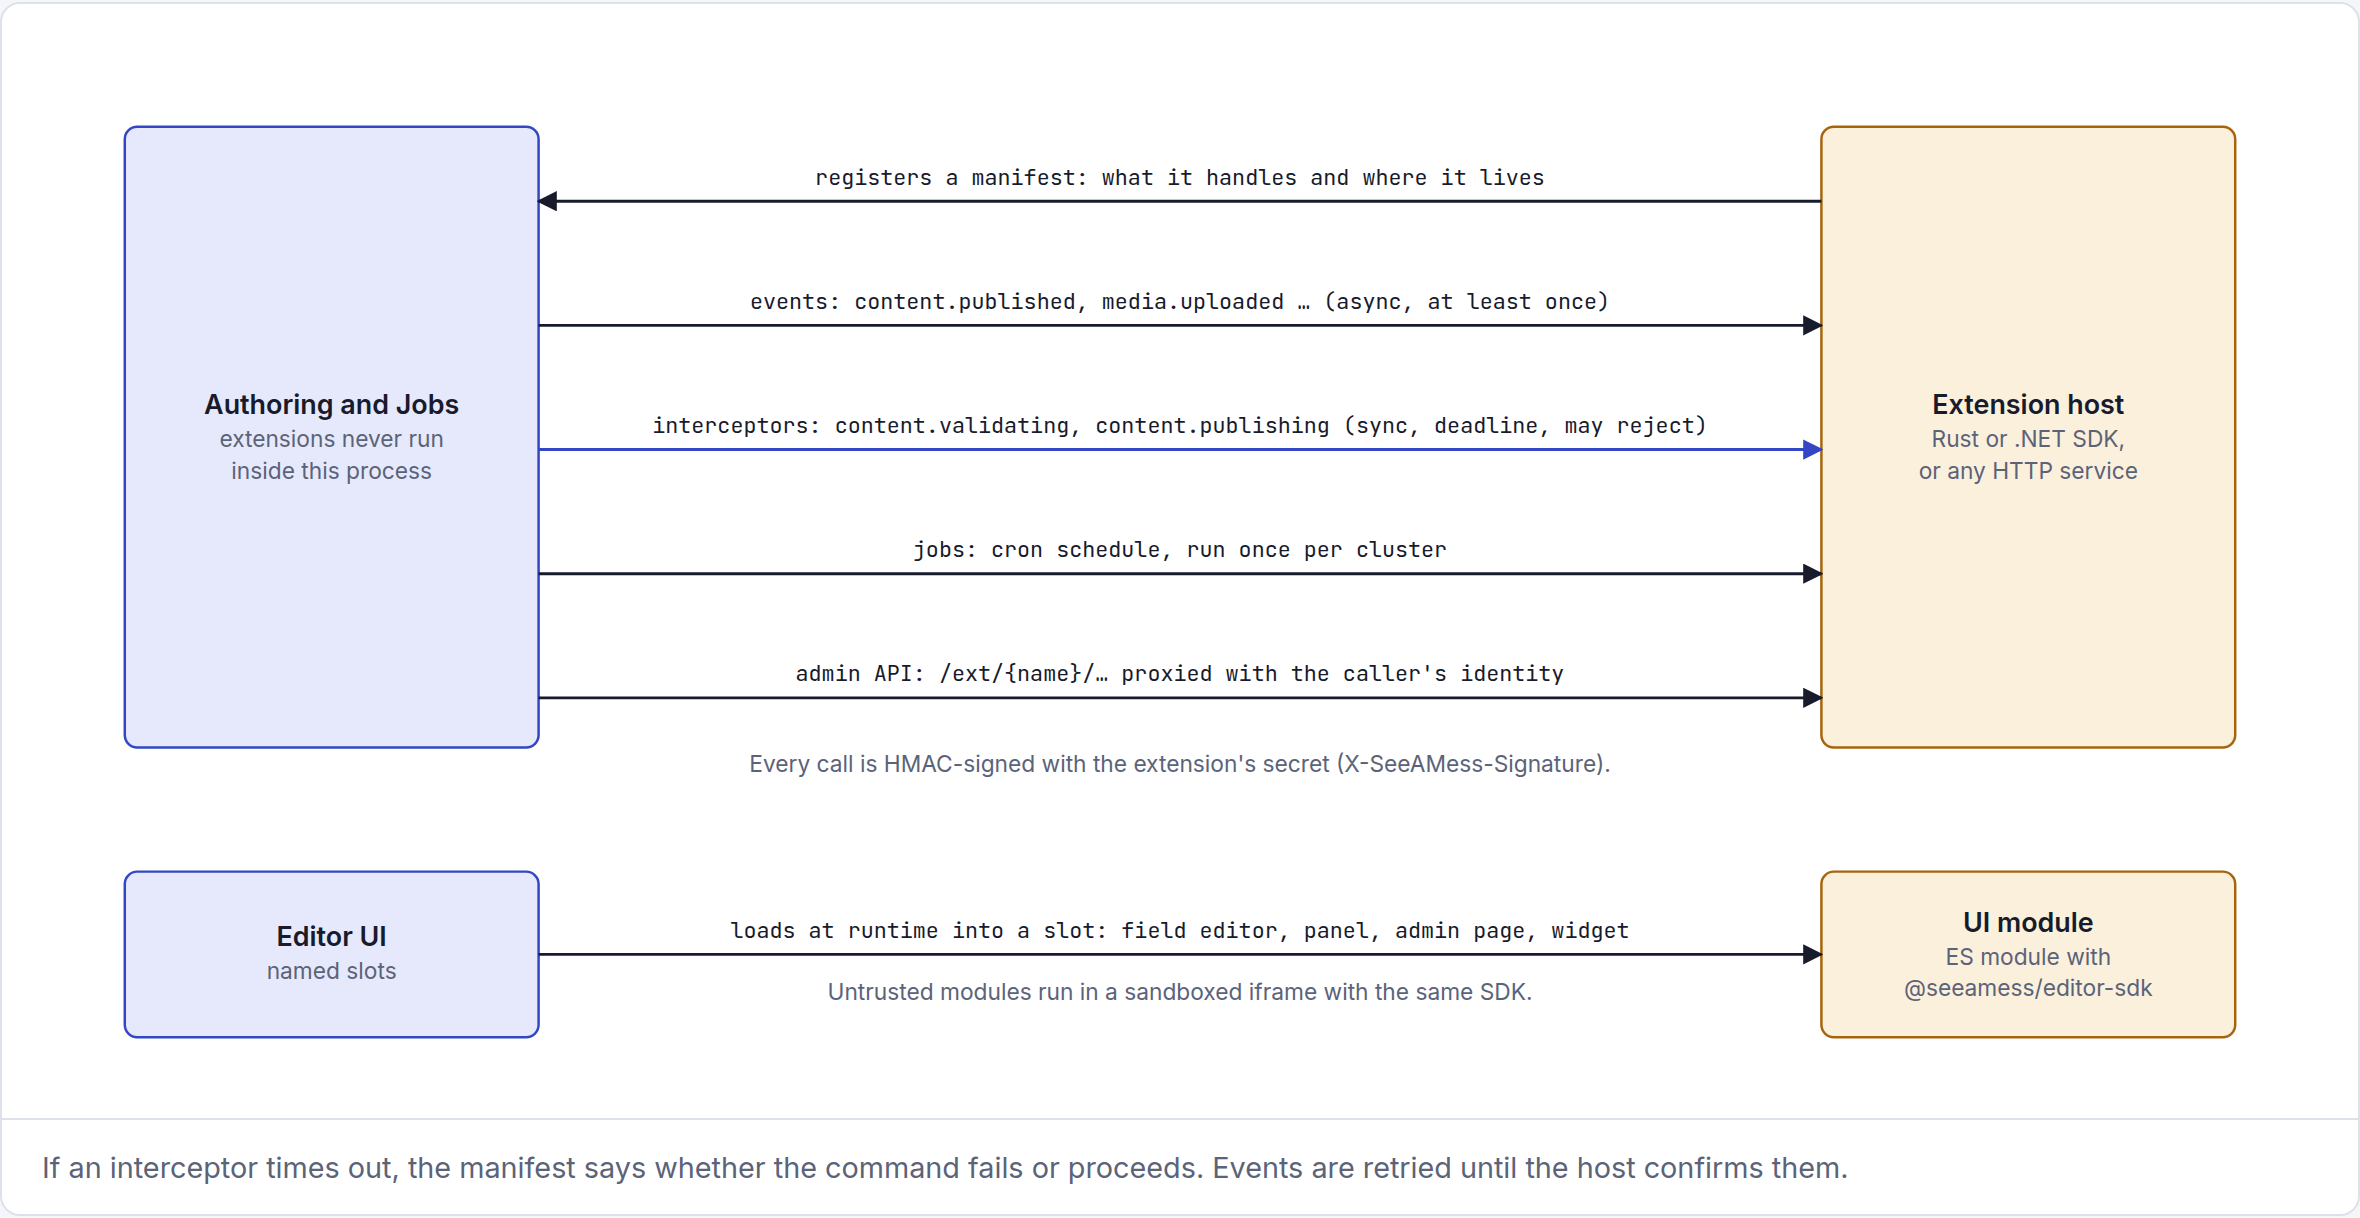 registers a manifest: what it handles and where it lives
events: content.published, media.uploaded … (async, at least once)
Authoring and Jobs
extensions never run
inside this process
interceptors: content.validating, content.publishing (sync, deadline, may reject)
Extension host
Rust or .NET SDK,
or any HTTP service
jobs: cron schedule, run once per cluster
admin API: /ext/{name}/… proxied with the caller's identity
Every call is HMAC-signed with the extension's secret (X-SeeAMess-Signature).
Editor UI
named slots
loads at runtime into a slot: field editor, panel, admin page, widget
Untrusted modules run in a sandboxed iframe with the same SDK.
UI module
ES module with
@seeamess/editor-sdk
If an interceptor times out, the manifest says whether the command fails or proceeds. Events are retried until the host confirms them.